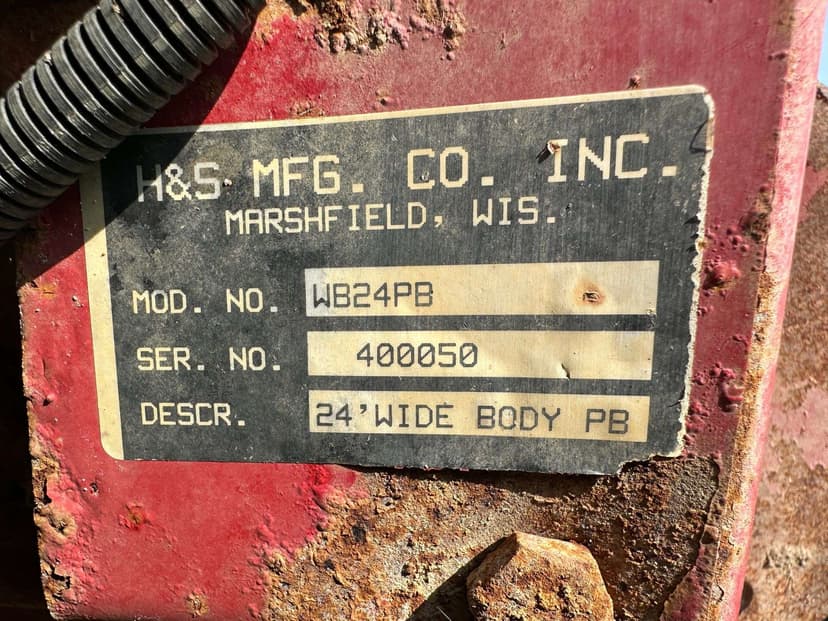 H&S MFG. CO. INC.
MARSHFIELD, WIS.
MOD. NO. WB24PB
SER. NO. 400050
DESCR. 24'WIDE BODY PB